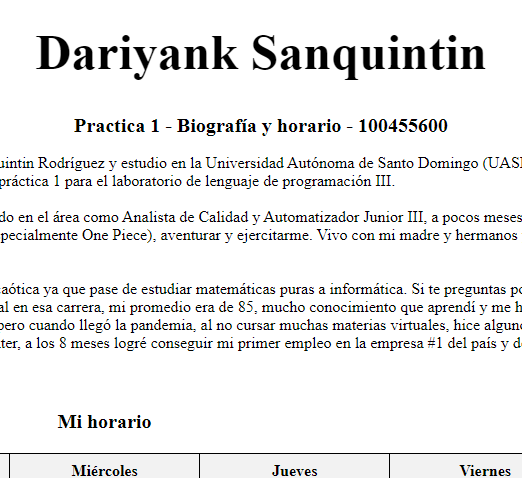 Dariyank Sanquintin
Practica 1 - Biografía y horario - 100455600
uintin Rodríguez y estudio en la Universidad Autónoma de Santo Domingo (UAS
práctica 1 para el laboratorio de lenguaje de programación III.
do en el área como Analista de Calidad y Automatizador Junior III, a pocos meses
specialmente One Piece), aventurar y ejercitarme. Vivo con mi madre y hermanos
aótica ya que pase de estudiar matemáticas puras a informática. Si te preguntas po
al en esa carrera, mi promedio era de 85, mucho conocimiento que aprendí y me h
pero cuando llegó la pandemia, al no cursar muchas materias virtuales, hice algun
ter, a los 8 meses logré conseguir mi primer empleo en la empresa #1 del país y d
Mi horario
Miércoles Jueves Viernes